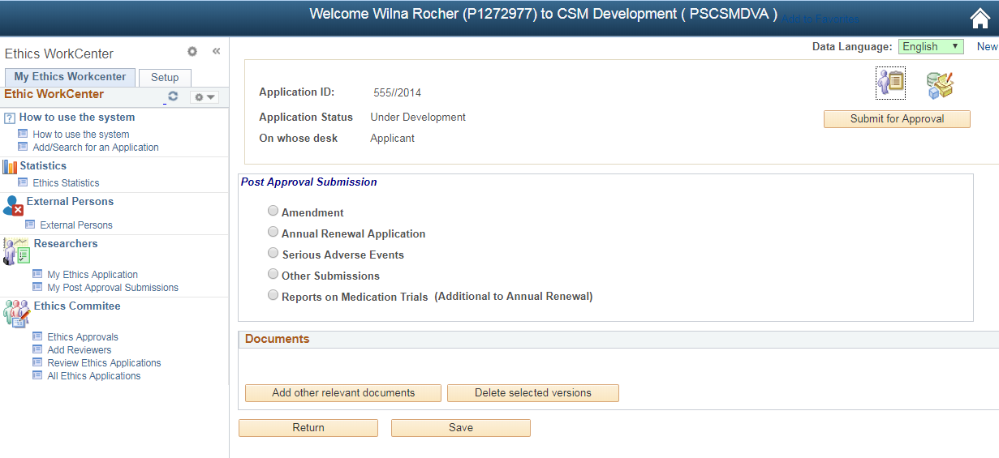 Welcome Wilna Rocher (P1272977) to CSM Development ( PSCSMDVA ) Add to Favorites
Ethics WorkCenter
My Ethics Workcenter
Setup
Ethic WorkCenter
How to use the system
How to use the system
Add/Search for an Application
Statistics
Ethics Statistics
External Persons
External Persons
Researchers
My Ethics Application
My Post Approval Submissions
Ethics Commitee
Ethics Approvals
Add Reviewers
Review Ethics Applications
All Ethics Applications
Data Language: English New
Application ID: 555//2014
Application Status Under Development
On whose desk Applicant
Submit for Approval
Post Approval Submission
Amendment
Annual Renewal Application
Serious Adverse Events
Other Submissions
Reports on Medication Trials (Additional to Annual Renewal)
Documents
Add other relevant documents
Delete selected versions
Return
Save